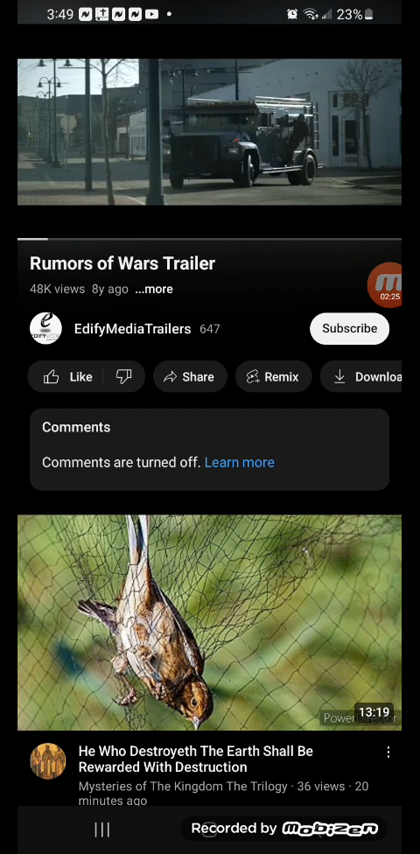 3:49 23%
Rumors of Wars Trailer
48K views 8y ago ...more
02:25
EdifyMediaTrailers 647 Subscribe
Like Share Remix Downloa
Comments
Comments are turned off. Learn more
13:19
He Who Destroyeth The Earth Shall Be
Rewarded With Destruction
Mysteries of The Kingdom The Trilogy · 36 views · 20
minutes ago
Recorded by mobizen